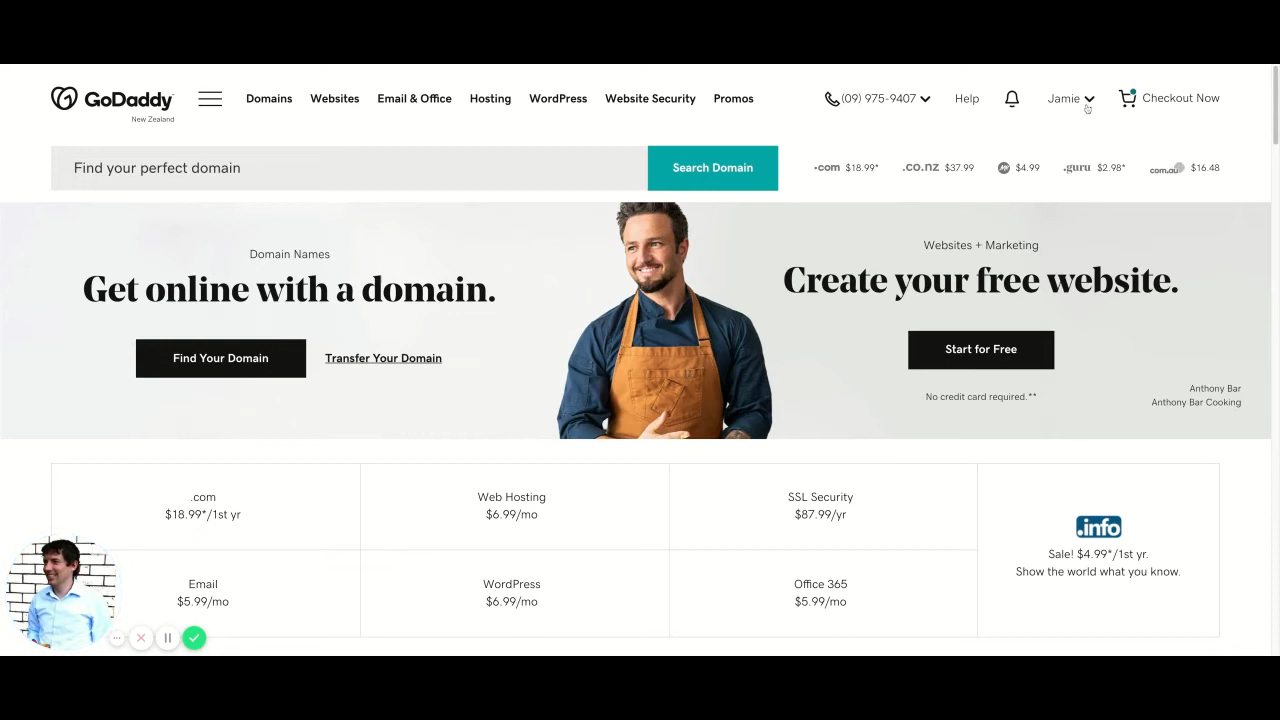 GoDaddy
New Zealand
Domains Websites Email & Office Hosting WordPress Website Security Promos
(09) 975-9407 Help Jamie Checkout Now
Find your perfect domain
Search Domain
.com $18.99* .co.nz $37.99 $4.99 .guru $2.98* com.au $16.48
Domain Names
Get online with a domain.
Find Your Domain Transfer Your Domain
Websites + Marketing
Create your free website.
Start for Free
No credit card required.**
Anthony Bar
Anthony Bar Cooking
.com
$18.99*/1st yr
Web Hosting
$6.99/mo
SSL Security
$87.99/yr
Email
$5.99/mo
WordPress
$6.99/mo
Office 365
$5.99/mo
.info
Sale! $4.99*/1st yr.
Show the world what you know.